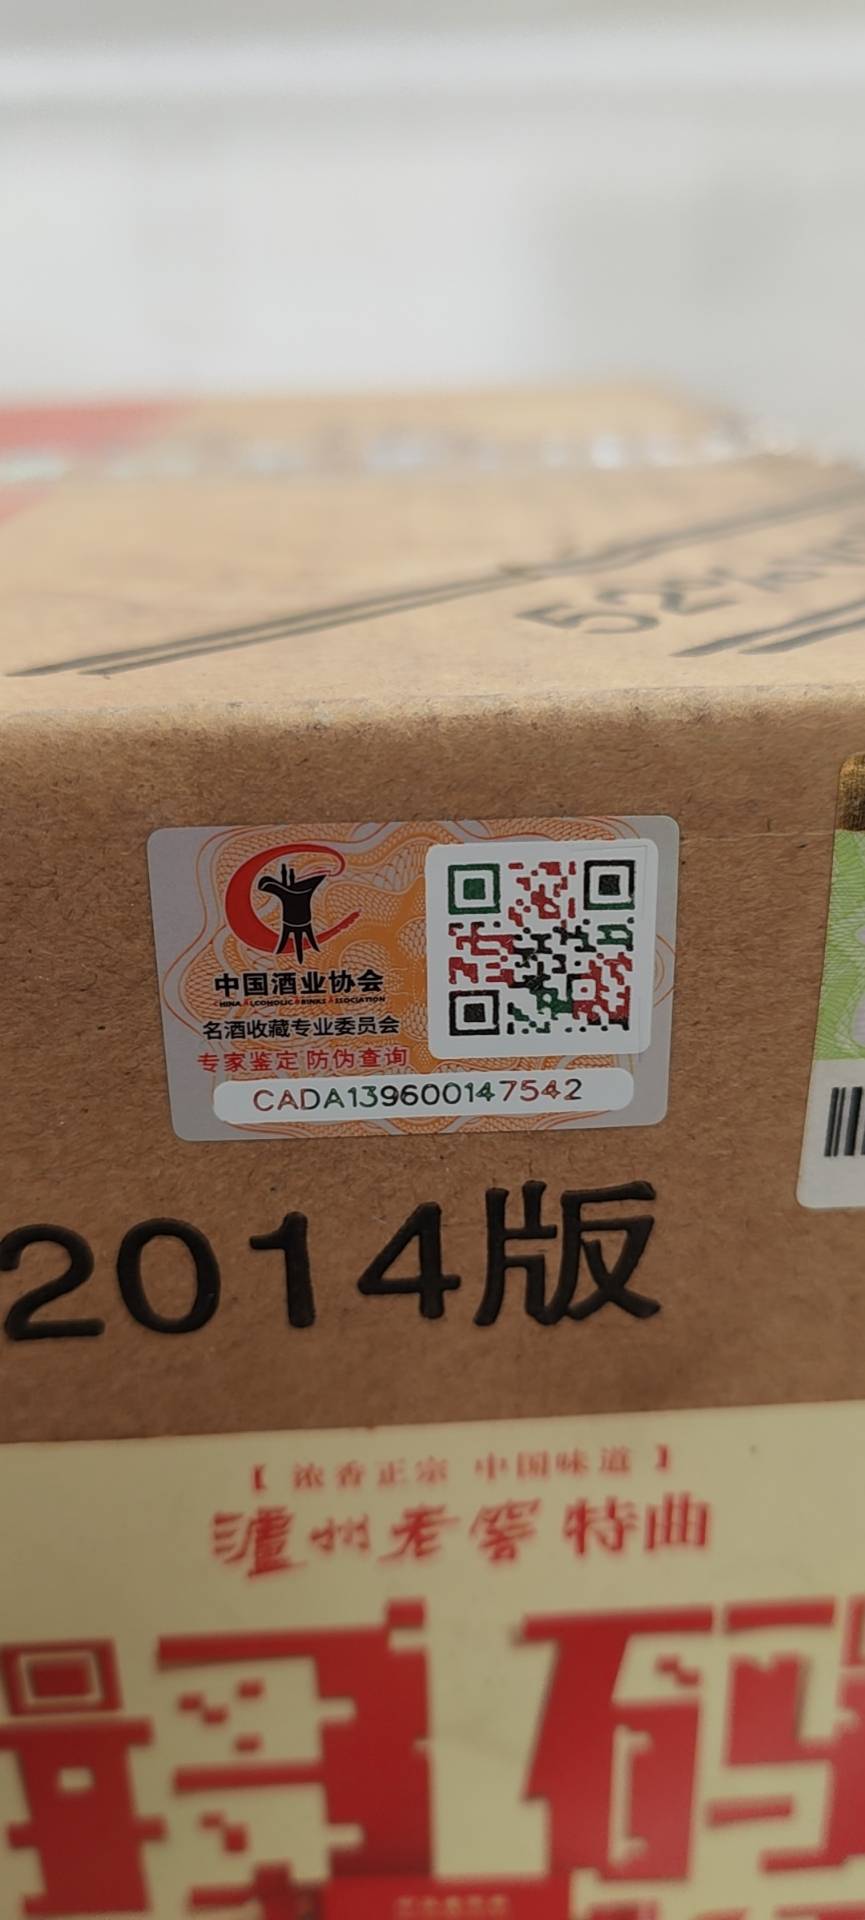 52%vol
中国酒业协会
CHINA ALCOHOLIC DRINKS ASSOCIATION
名酒收藏专业委员会
专家鉴定 防伪查询
CADA139600147542
2014版
【 浓香正宗 中国味道 】
泸州老窖 特曲